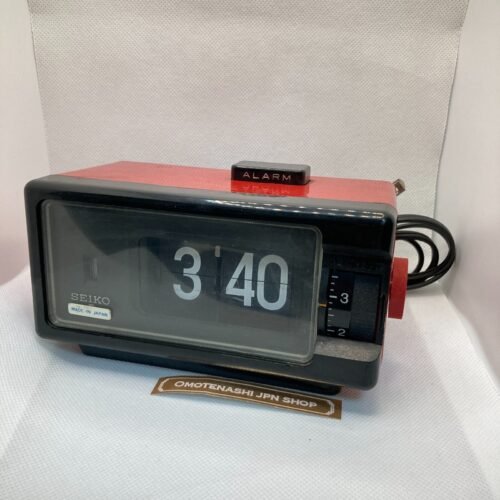 ALARM
3 40
SEIKO
MADE IN JAPAN
3
2
OMOTENASHI JPN SHOP